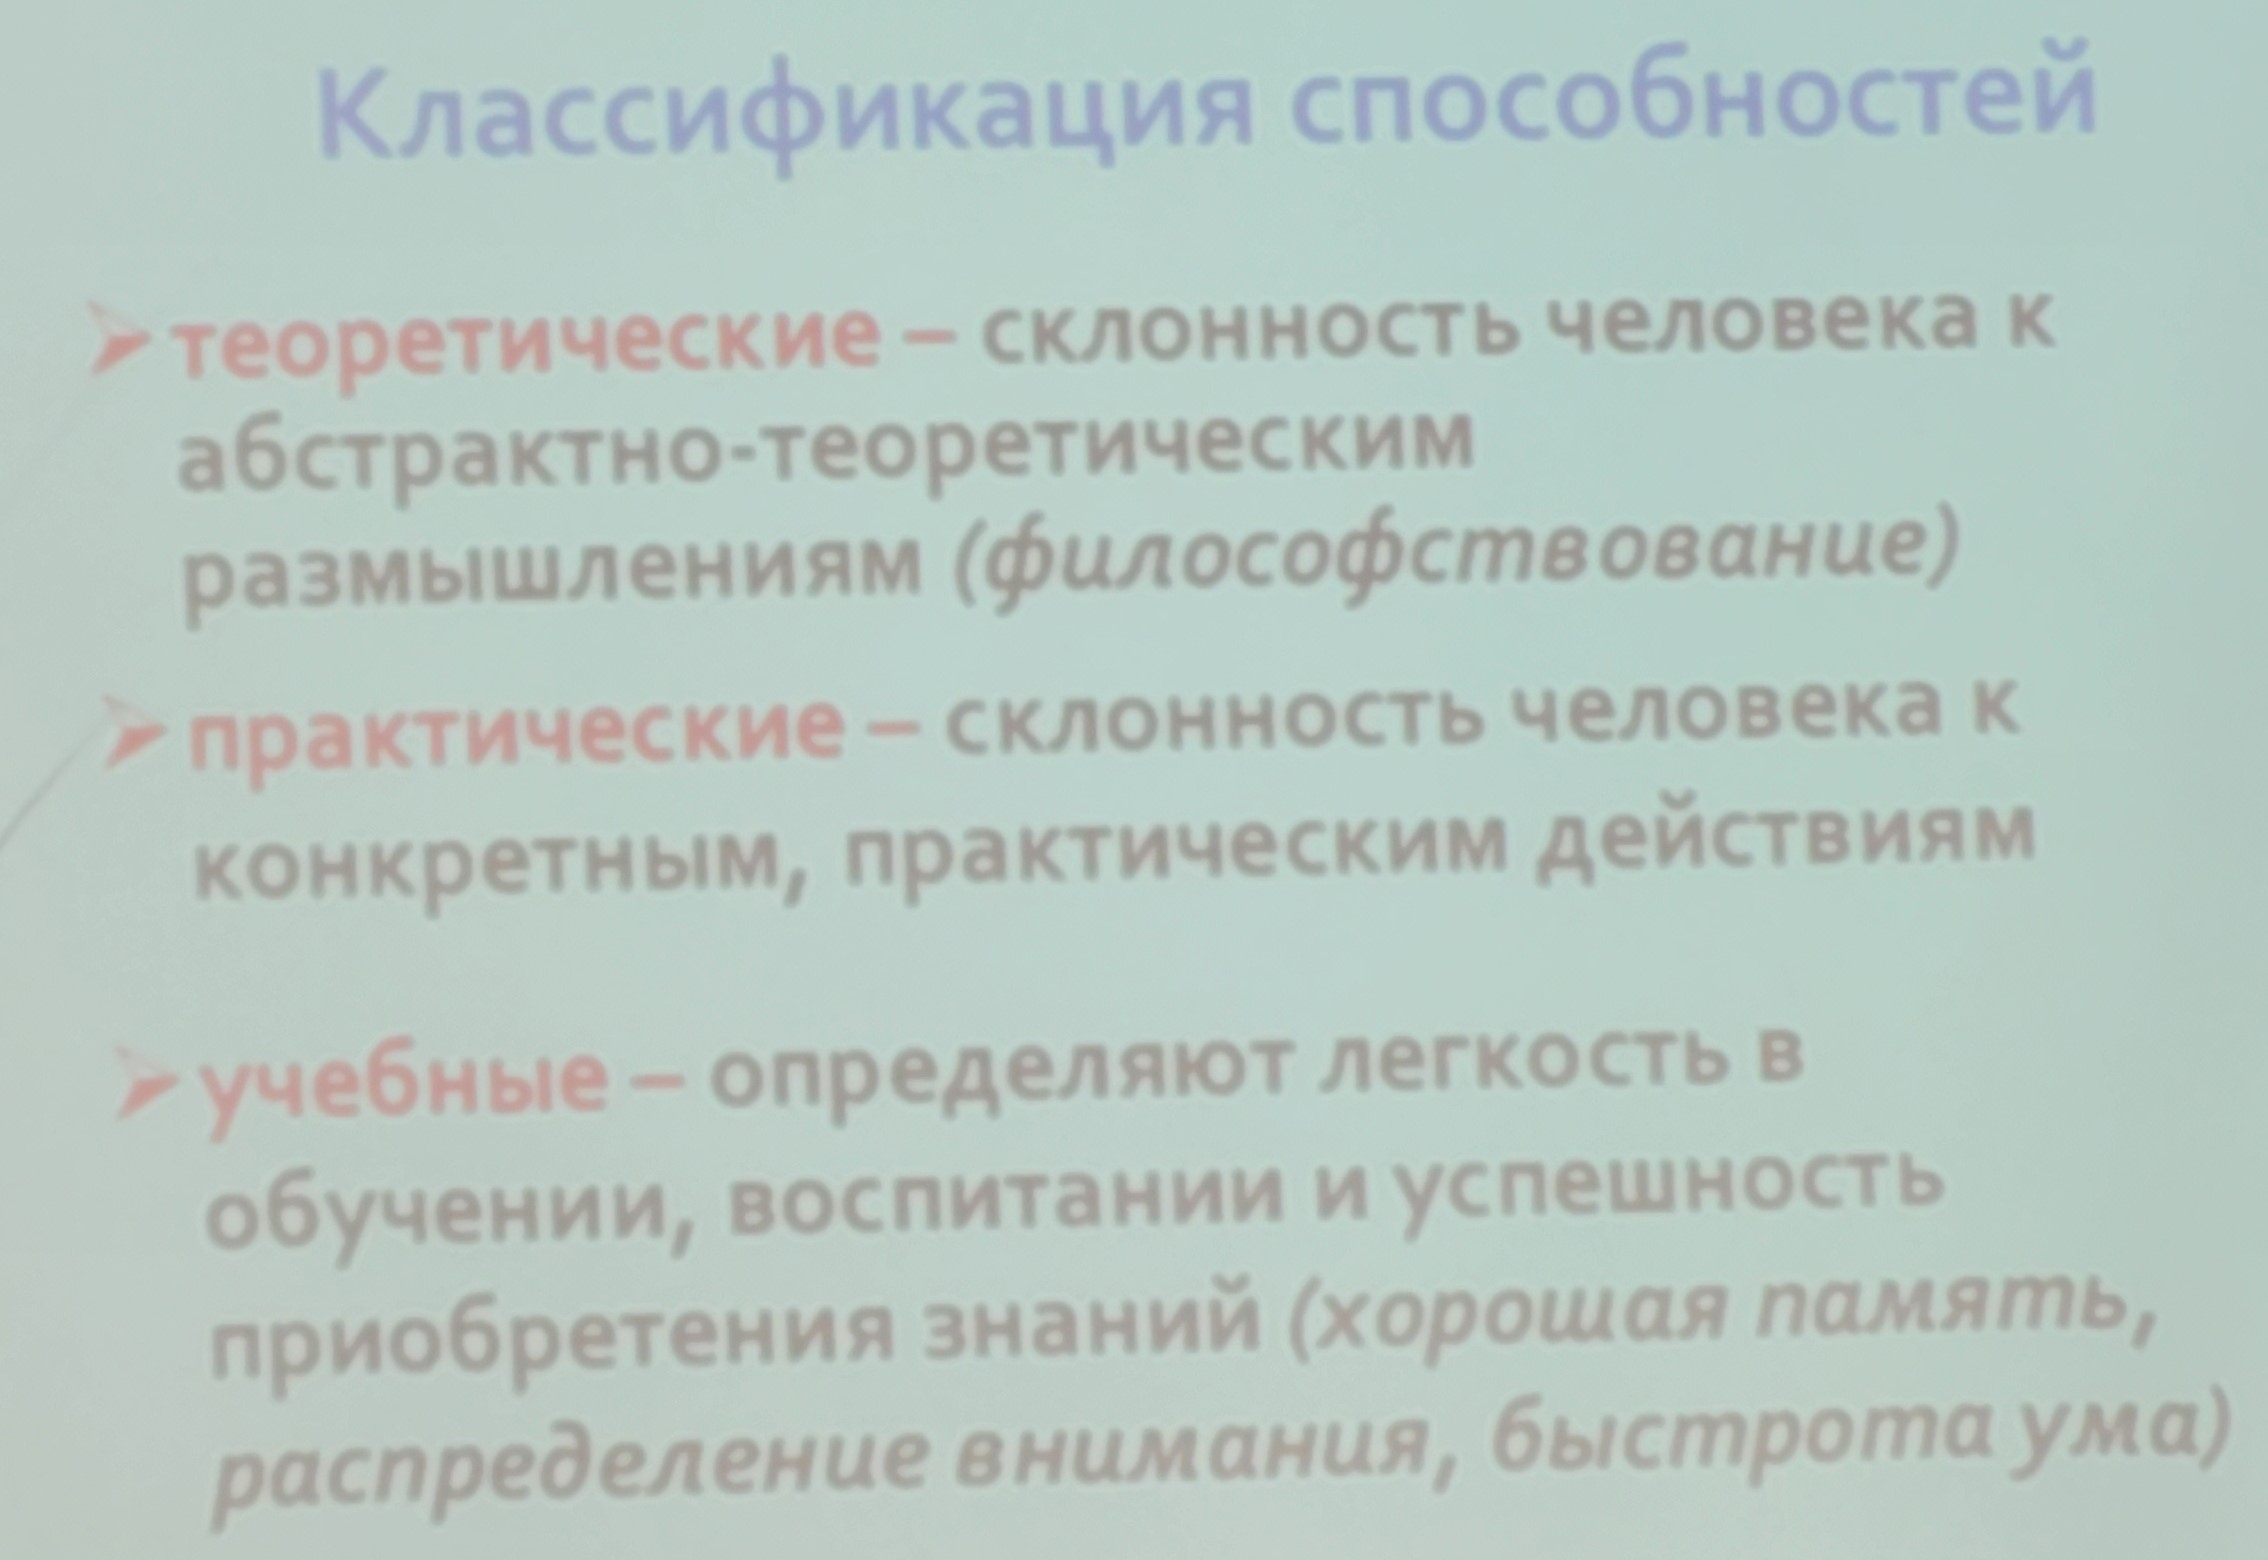 Классификация способностей
теоретические – склонность человека к
абстрактно-теоретическим
размышлениям (философствование)
практические – склонность человека к
конкретным, практическим действиям
учебные – определяют легкость в
обучении, воспитании и успешность
приобретения знаний (хорошая память,
распределение внимания, быстрота ума)